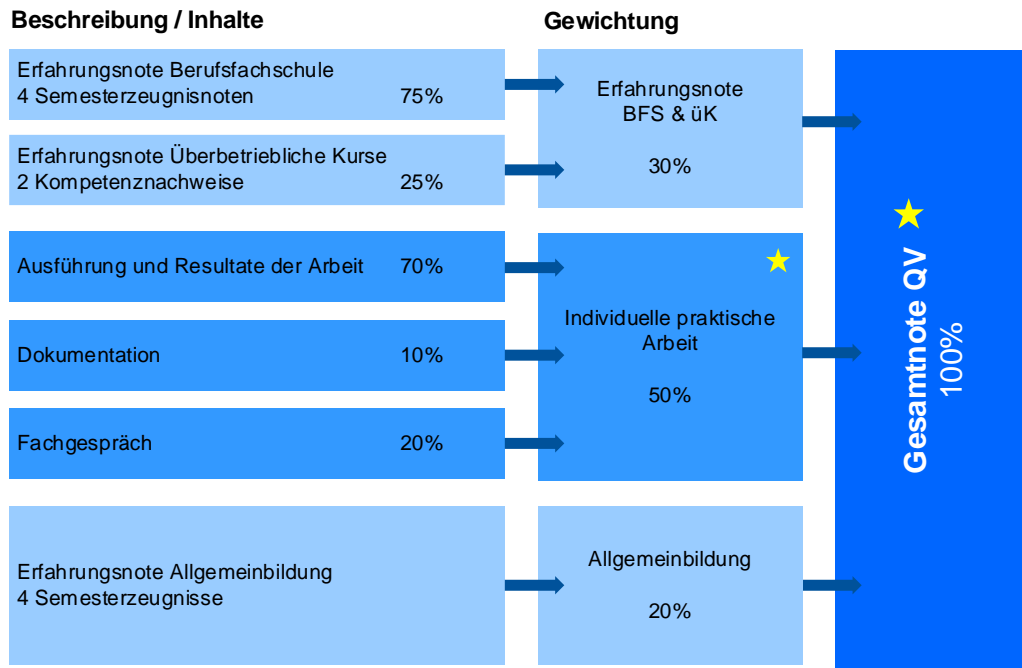 Beschreibung / Inhalte
Gewichtung
Erfahrungsnote Berufsfachschule
4 Semesterzeugnisnoten 75%
Erfahrungsnote Überbetriebliche Kurse
2 Kompetenznachweise 25%
Erfahrungsnote
BFS & üK
30%
Ausführung und Resultate der Arbeit 70%
Dokumentation 10%
Fachgespräch 20%
Individuelle praktische
Arbeit
50%
Erfahrungsnote Allgemeinbildung
4 Semesterzeugnisse
Allgemeinbildung
20%
Gesamtnote QV
100%